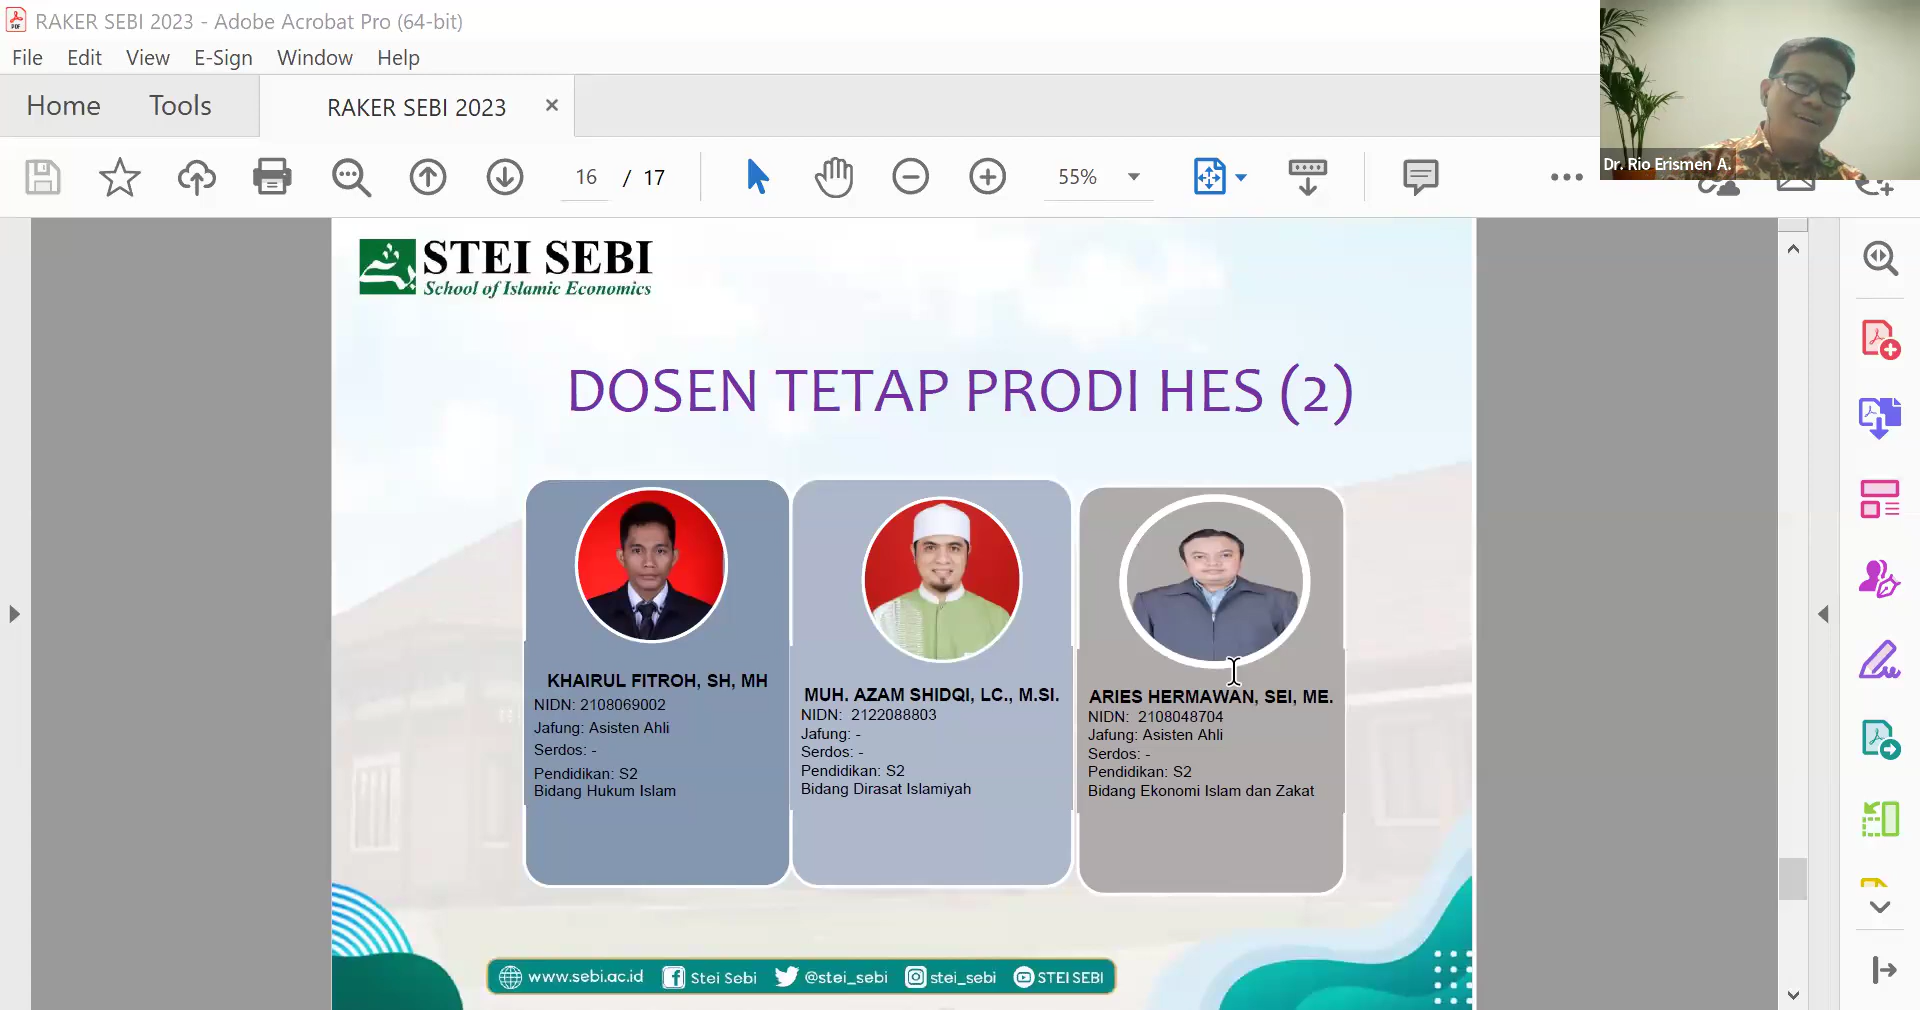 RAKER SEBI 2023 - Adobe Acrobat Pro (64-bit)
File Edit View E-Sign Window Help
Home Tools RAKER SEBI 2023 ×
16 / 17 55%
Dr. Rio Erismen A.
STEI SEBI
School of Islamic Economics
DOSEN TETAP PRODI HES (2)
KHAIRUL FITROH, SH, MH
NIDN: 2108069002
Jafung: Asisten Ahli
Serdos: -
Pendidikan: S2
Bidang Hukum Islam
MUH. AZAM SHIDQI, LC., M.SI.
NIDN: 2122088803
Jafung: -
Serdos: -
Pendidikan: S2
Bidang Dirasat Islamiyah
ARIES HERMAWAN, SEI, ME.
NIDN: 2108048704
Jafung: Asisten Ahli
Serdos: -
Pendidikan: S2
Bidang Ekonomi Islam dan Zakat
www.sebi.ac.id Stei Sebi @stei_sebi stei_sebi STEI SEBI